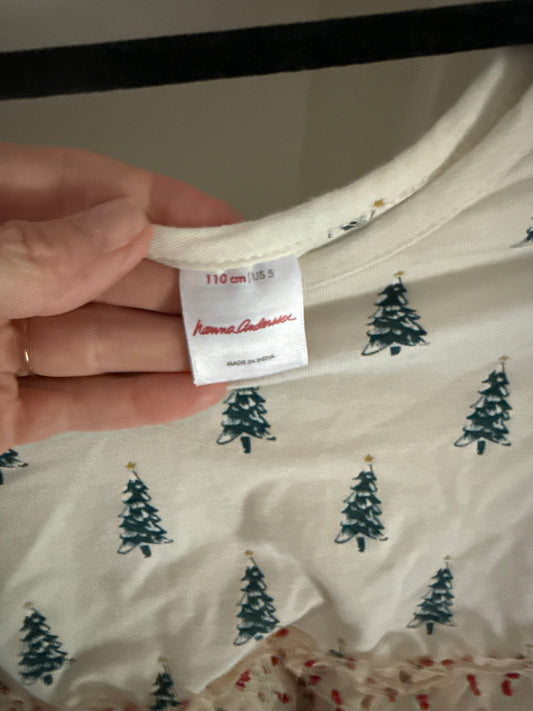 110 cm | US 5
hanna andersson
MADE IN INDIA